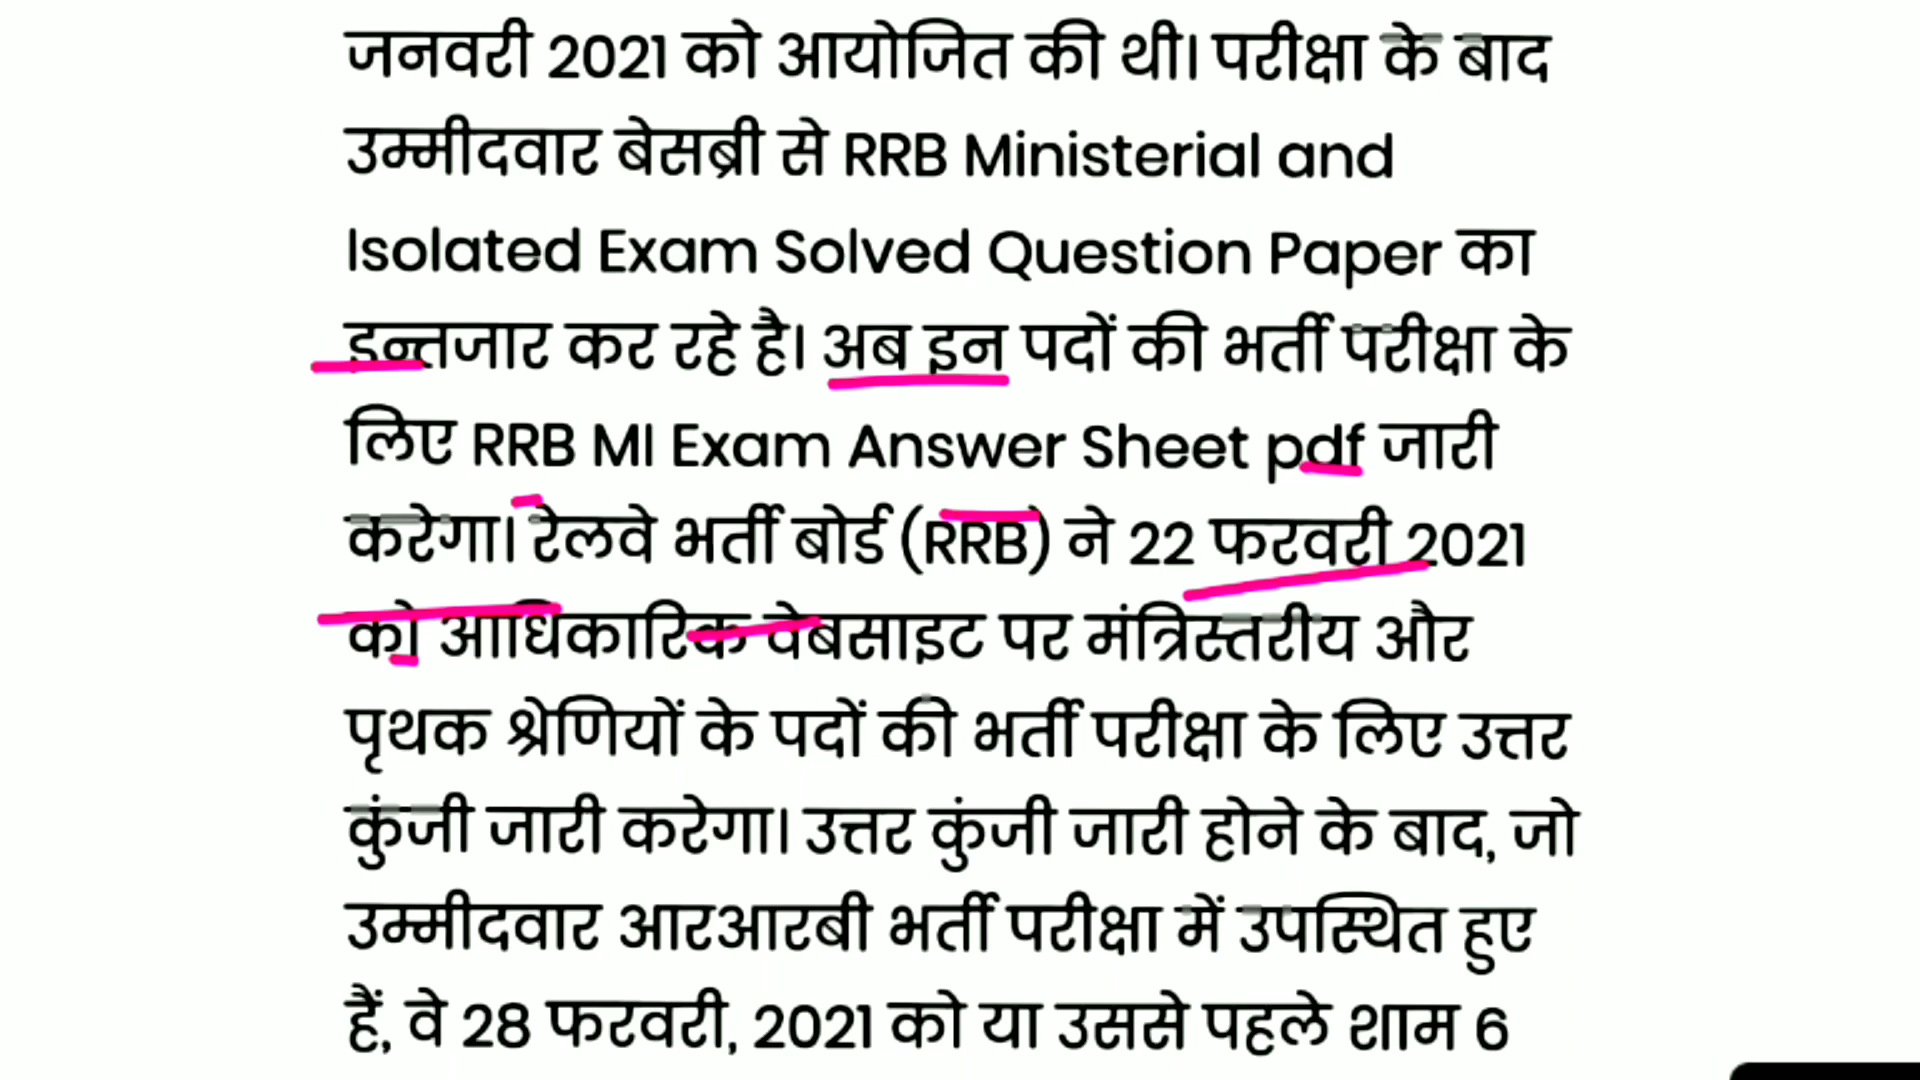 जनवरी 2021 को आयोजित की थी। परीक्षा के बाद
उम्मीदवार बेसब्री से RRB Ministerial and
Isolated Exam Solved Question Paper का
इन्तजार कर रहे है। अब इन पदों की भर्ती परीक्षा के
लिए RRB MI Exam Answer Sheet pdf जारी
करेगा। रेलवे भर्ती बोर्ड (RRB) ने 22 फरवरी 2021
को आधिकारिक वेबसाइट पर मंत्रिस्तरीय और
पृथक श्रेणियों के पदों की भर्ती परीक्षा के लिए उत्तर
कुंजी जारी करेगा। उत्तर कुंजी जारी होने के बाद, जो
उम्मीदवार आरआरबी भर्ती परीक्षा में उपस्थित हुए
हैं, वे 28 फरवरी, 2021 को या उससे पहले शाम 6